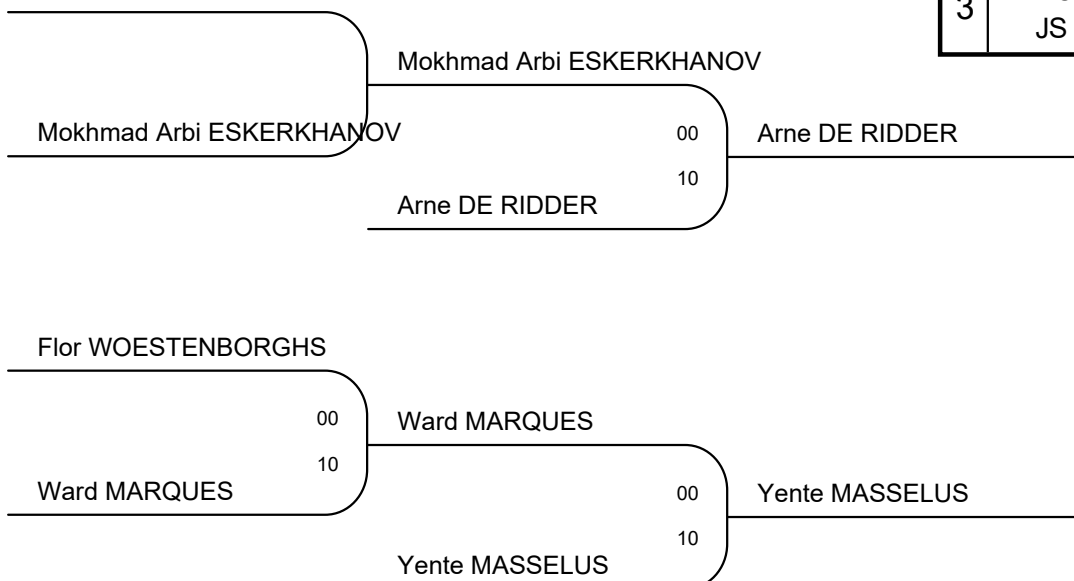 3
JS
Mokhmad Arbi ESKERKHANOV
Mokhmad Arbi ESKERKHANOV
00
Arne DE RIDDER
10
Arne DE RIDDER
Flor WOESTENBORGHS
00
Ward MARQUES
10
Ward MARQUES
00
Yente MASSELUS
10
Yente MASSELUS